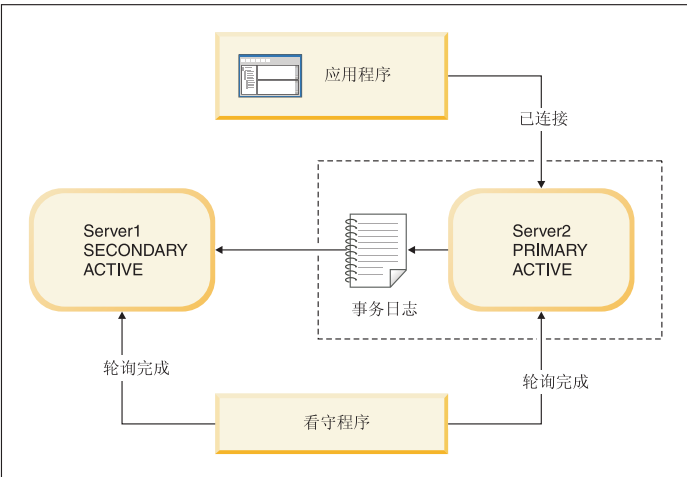 应用程序
已连接
Server1
SECONDARY
ACTIVE
Server2
PRIMARY
ACTIVE
事务日志
轮询完成
轮询完成
看守程序